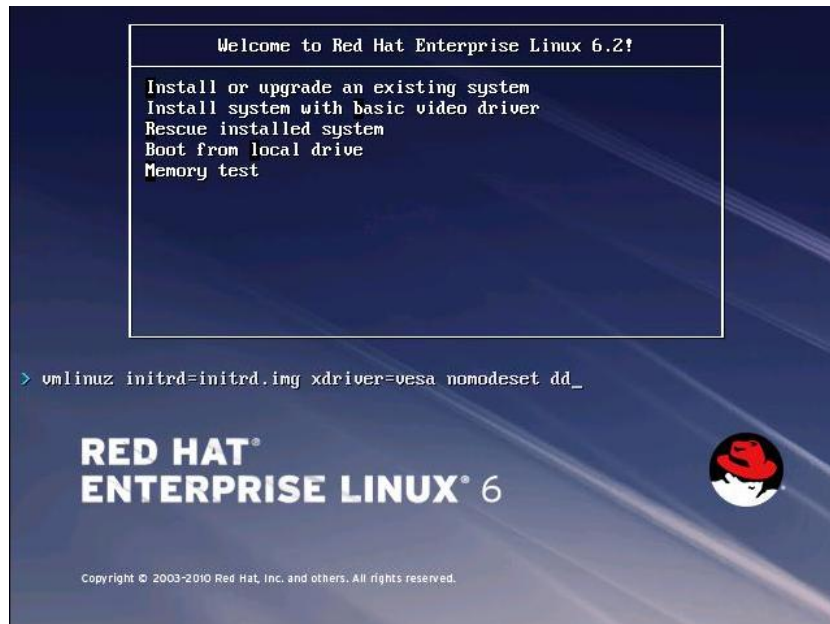 Welcome to Red Hat Enterprise Linux 6.2!
Install or upgrade an existing system
Install system with basic video driver
Rescue installed system
Boot from local drive
Memory test
> vmlinuz initrd=initrd.img xdriver=vesa nomodeset dd_
RED HAT®
ENTERPRISE LINUX® 6
Copyright © 2003-2010 Red Hat, Inc. and others. All rights reserved.